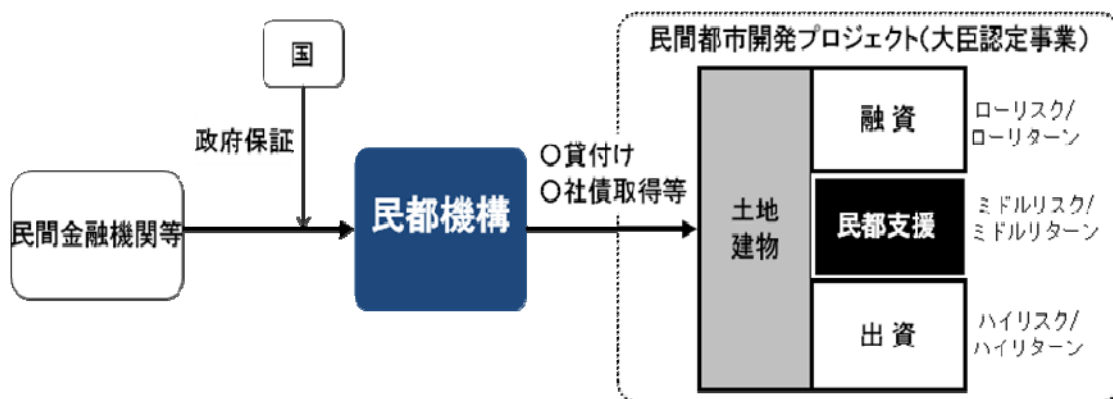 国
政府保証
民間金融機関等
民都機構
〇貸付け
〇社債取得等
民間都市開発プロジェクト(大臣認定事業)
土地
建物
融資
ローリスク/
ローリターン
民都支援
ミドルリスク/
ミドルリターン
出資
ハイリスク/
ハイリターン